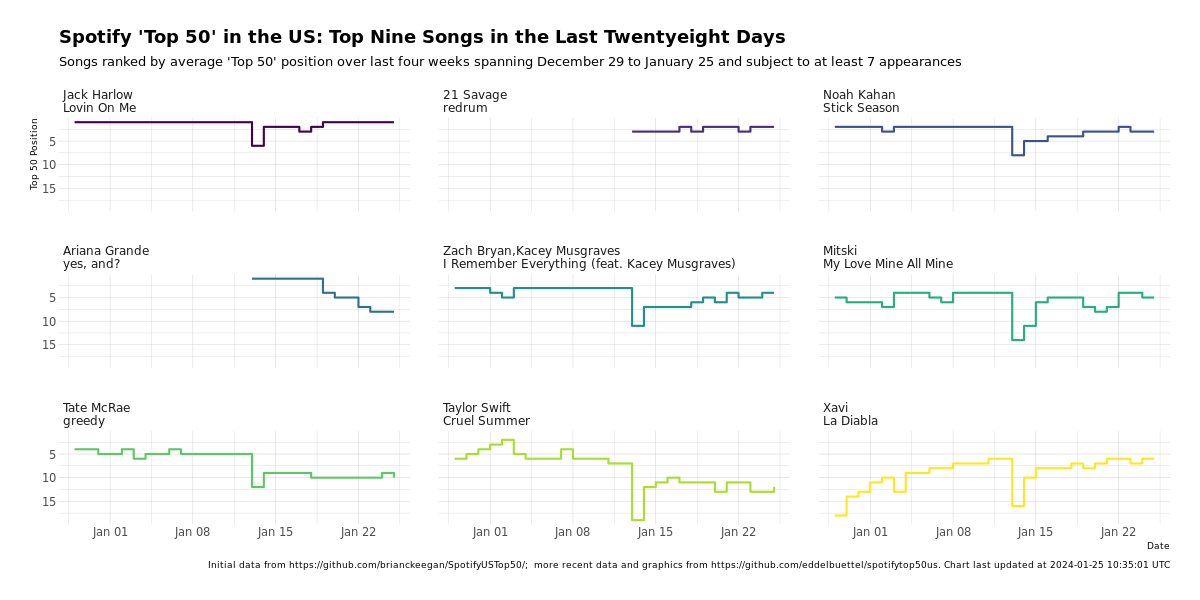 Spotify 'Top 50' in the US: Top Nine Songs in the Last Twentyeight Days
Songs ranked by average 'Top 50' position over last four weeks spanning December 29 to January 25 and subject to at least 7 appearances
Jack Harlow
Lovin On Me
21 Savage
redrum
Noah Kahan
Stick Season
Top 50 Position
5
10
15
Ariana Grande
yes, and?
Zach Bryan,Kacey Musgraves
I Remember Everything (feat. Kacey Musgraves)
Mitski
My Love Mine All Mine
5
10
15
Tate McRae
greedy
Taylor Swift
Cruel Summer
Xavi
La Diabla
5
10
15
Jan 01 Jan 08 Jan 15 Jan 22 Jan 01 Jan 08 Jan 15 Jan 22 Jan 01 Jan 08 Jan 15 Jan 22
Date
Initial data from https://github.com/brianckeegan/SpotifyUSTop50/;  more recent data and graphics from https://github.com/eddelbuettel/spotifytop50us. Chart last updated at 2024-01-25 10:35:01 UTC